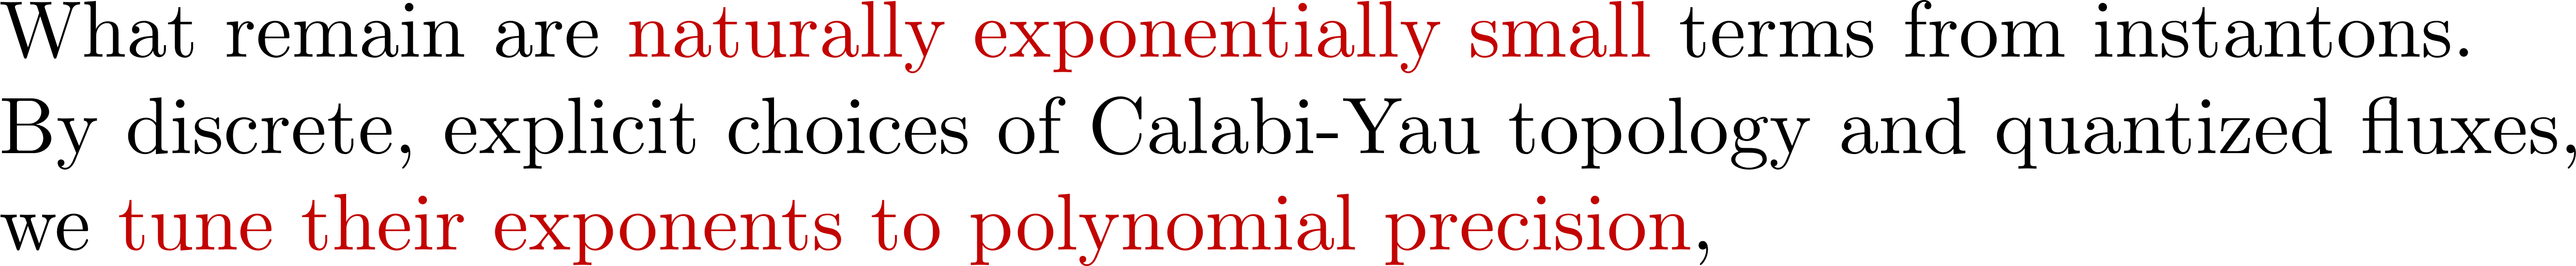 What remain are naturally exponentially small terms from instantons.
By discrete, explicit choices of Calabi-Yau topology and quantized fluxes,
we tune their exponents to polynomial precision,